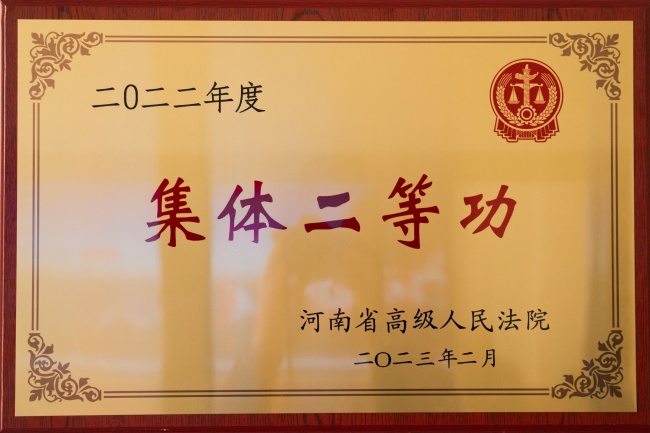 二〇二二年度
集体二等功
河南省高级人民法院
二〇二三年二月